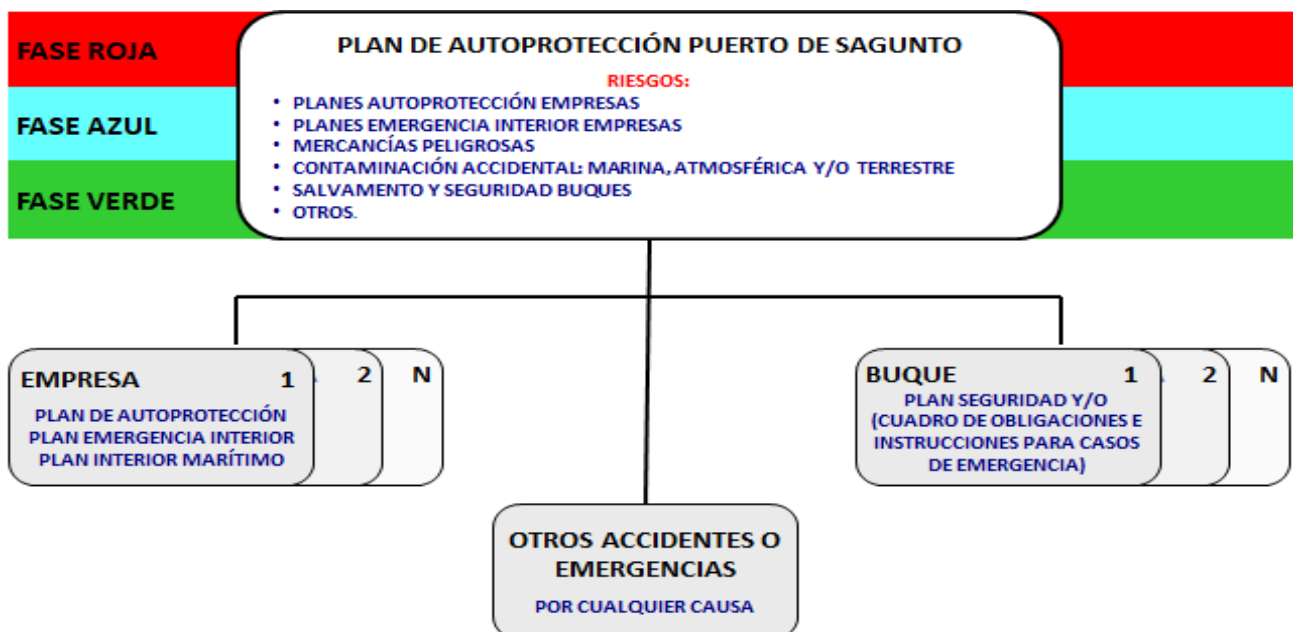 FASE ROJA
FASE AZUL
FASE VERDE
PLAN DE AUTOPROTECCIÓN PUERTO DE SAGUNTO
RIESGOS:
• PLANES AUTOPROTECCIÓN EMPRESAS
• PLANES EMERGENCIA INTERIOR EMPRESAS
• MERCANCÍAS PELIGROSAS
• CONTAMINACIÓN ACCIDENTAL: MARINA, ATMOSFÉRICA Y/O TERRESTRE
• SALVAMENTO Y SEGURIDAD BUQUES
• OTROS.
EMPRESA 1 2 N
PLAN DE AUTOPROTECCIÓN
PLAN EMERGENCIA INTERIOR
PLAN INTERIOR MARÍTIMO
BUQUE 1 2 N
PLAN SEGURIDAD Y/O
(CUADRO DE OBLIGACIONES E
INSTRUCCIONES PARA CASOS
DE EMERGENCIA)
OTROS ACCIDENTES O
EMERGENCIAS
POR CUALQUIER CAUSA